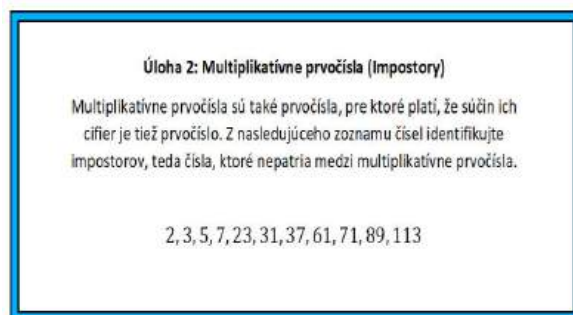 Úloha 2: Multiplikatívne prvočísla (Impostory)
Multiplikatívne prvočísla sú také prvočísla, pre ktoré platí, že súčin ich
cifier je tiež prvočíslo. Z nasledujúceho zoznamu čísel identifikujte
impostorov, teda čísla, ktoré nepatria medzi multiplikatívne prvočísla.
2, 3, 5, 7, 23, 31, 37, 61, 71, 89, 113